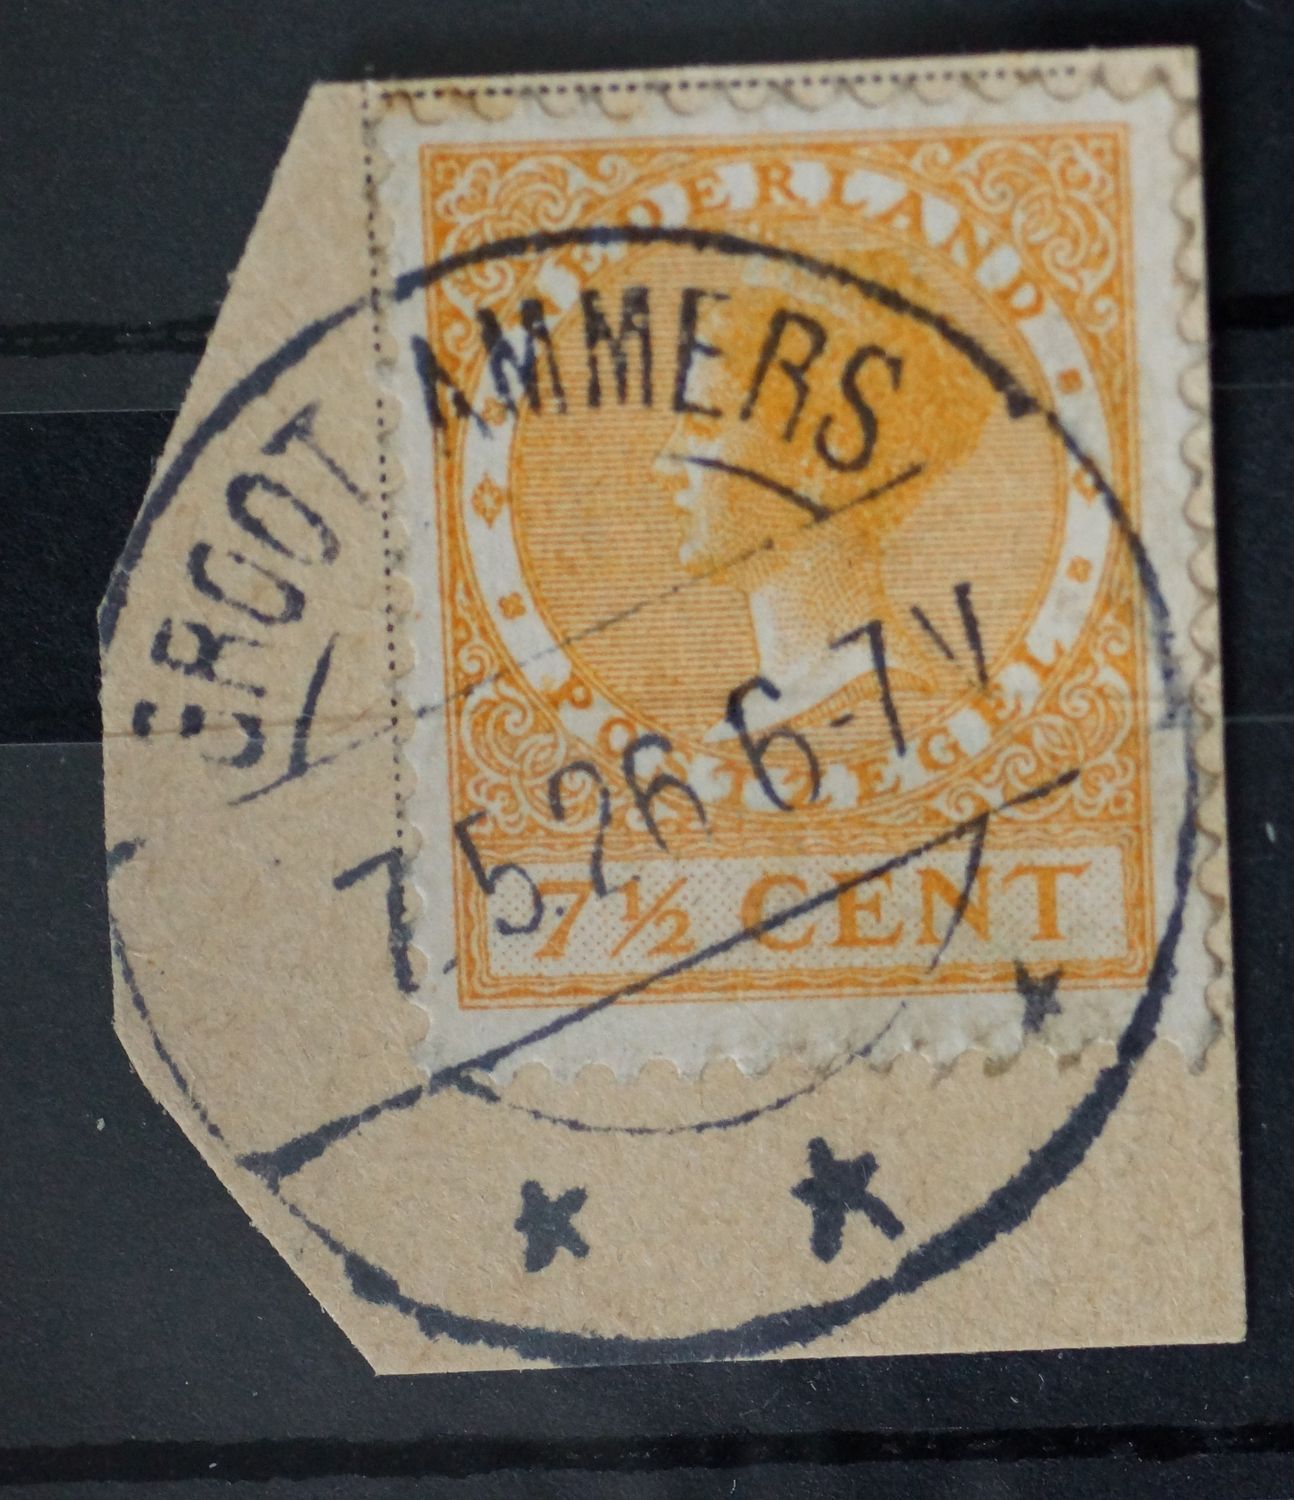 NEDERLAND
POSTZEGEL
7½ CENT
GROOT AMMERS
7.5.26 6-7 V